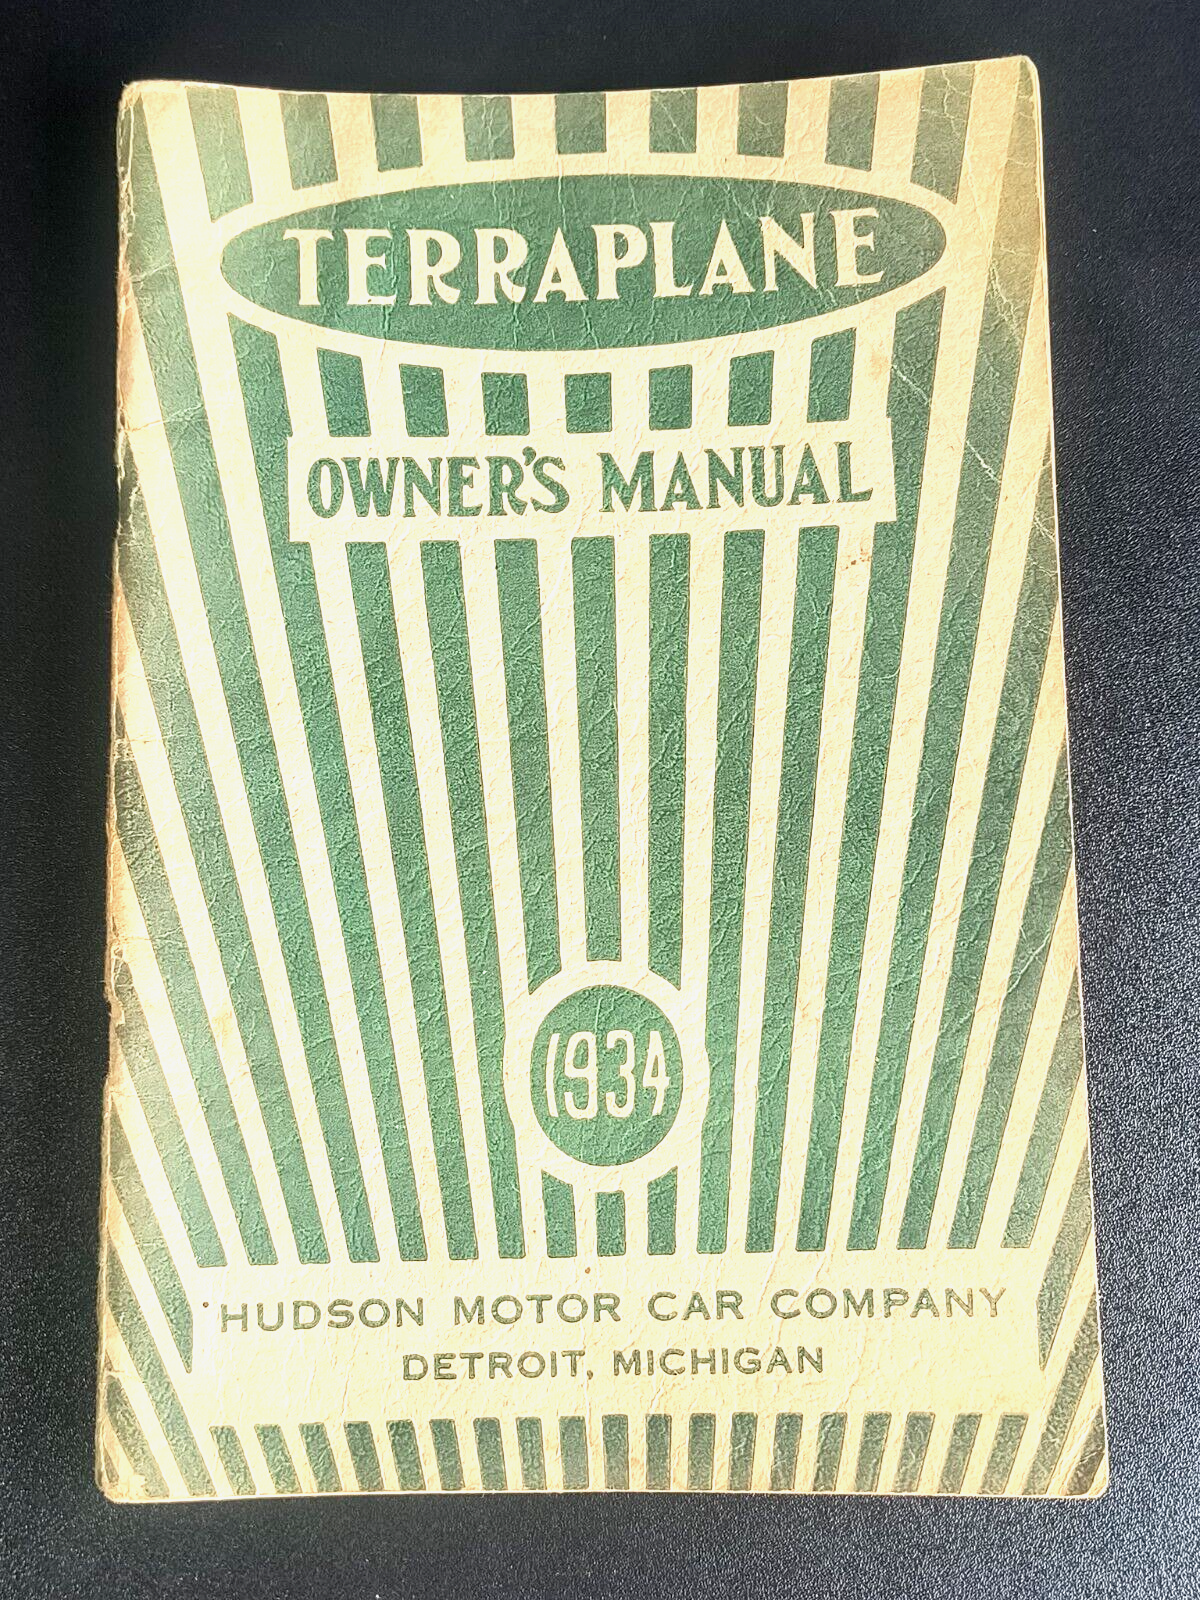 TERRAPLANE
OWNER'S MANUAL
1934
HUDSON MOTOR CAR COMPANY
DETROIT, MICHIGAN